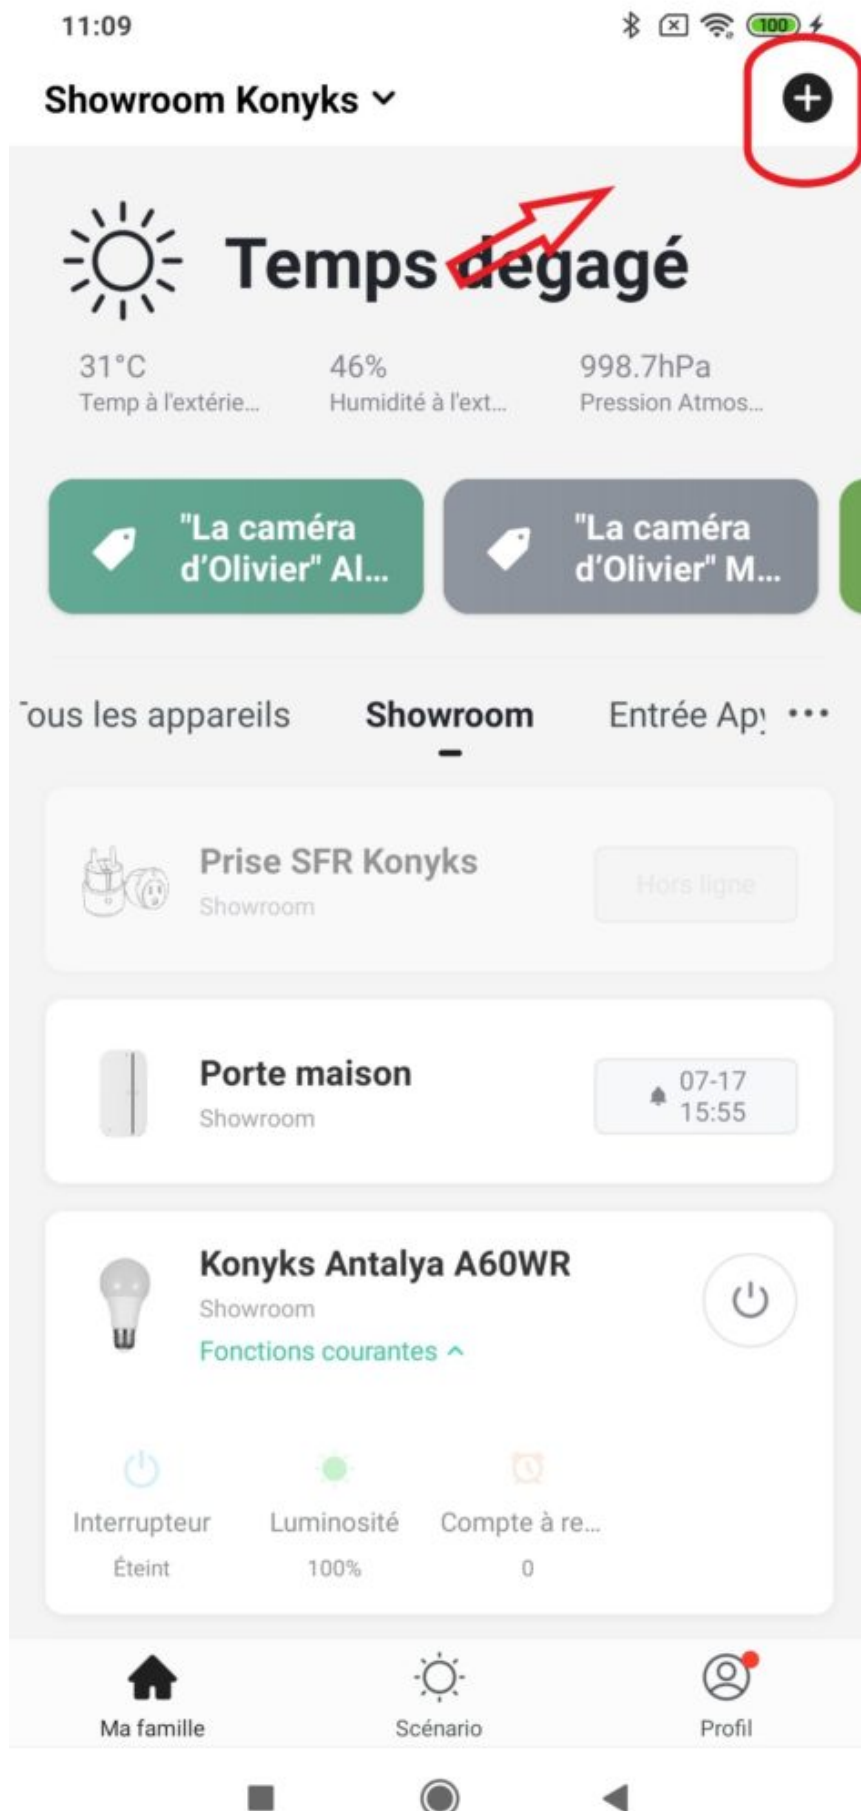 11:09
100
Showroom Konyks
Temps dégagé
31°C
46%
998.7hPa
Temp à l'extérie...
Humidité à l'ext...
Pression Atmos...
"La caméra
d'Olivier" Al...
"La caméra
d'Olivier" M...
ous les appareils
Showroom
Entrée Apy
Prise SFR Konyks
Showroom
Hors ligne
Porte maison
Showroom
07-17
15:55
Konyks Antalya A60WR
Showroom
Fonctions courantes
Interrupteur
Luminosité
Compte à re...
Éteint
100%
0
Ma famille
Scénario
Profil